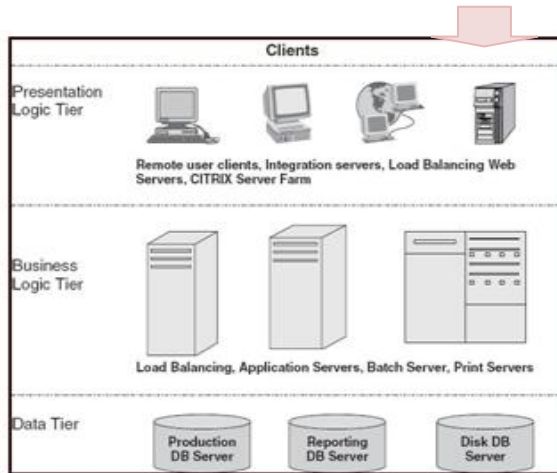 Clients
Presentation
Logic Tier
Remote user clients, Integration servers, Load Balancing Web
Servers, CITRIX Server Farm
Business
Logic Tier
Load Balancing, Application Servers, Batch Server, Print Servers
Data Tier
Production
DB Server
Reporting
DB Server
Disk DB
Server